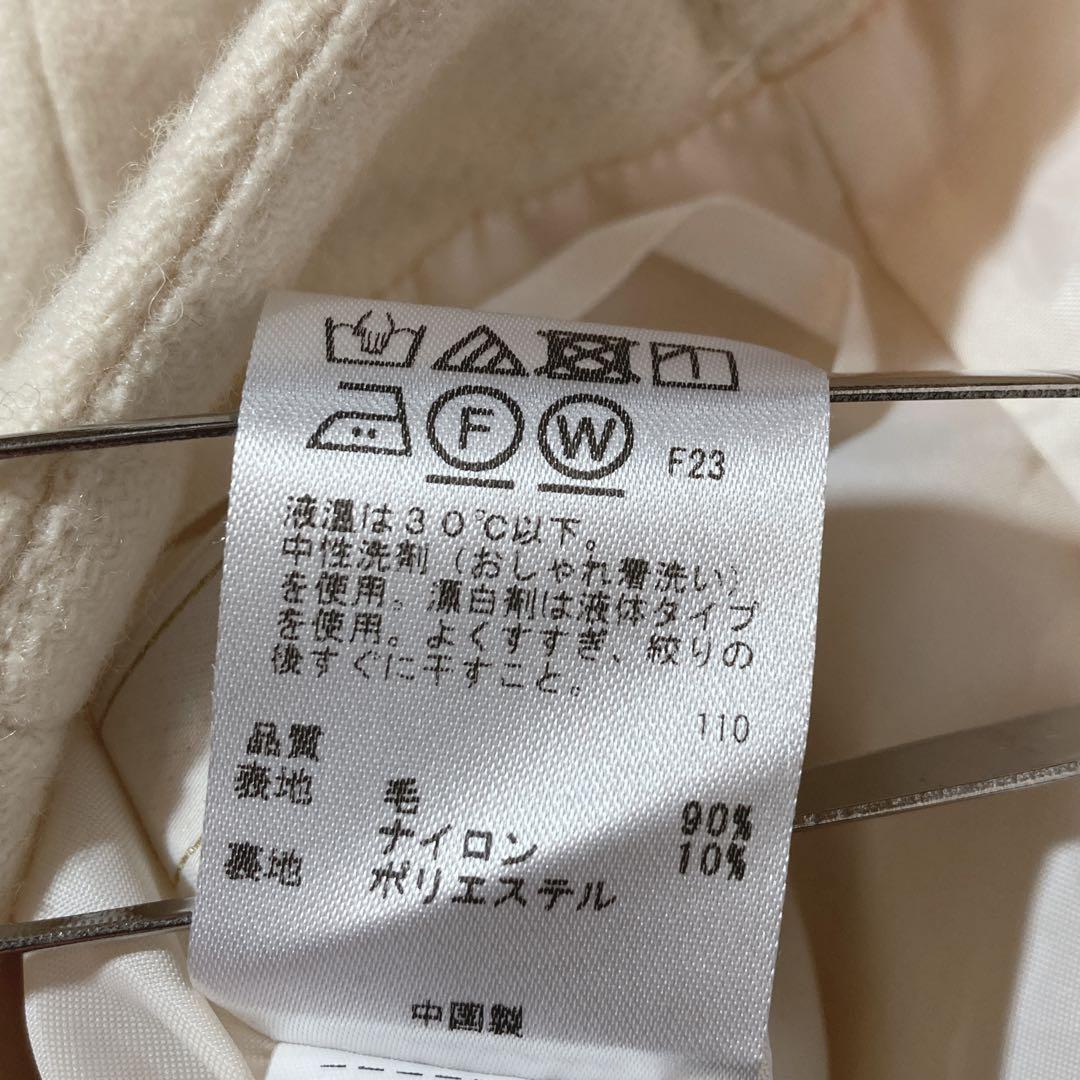 F W F23
液温は30℃以下。
中性洗剤(おしゃれ着洗い)
を使用。漂白剤は液体タイプ
を使用。よくすすぎ、絞りの
後すぐに干すこと。
110
品質
表地 毛 90%
ナイロン 10%
裏地 ポリエステル
中国製